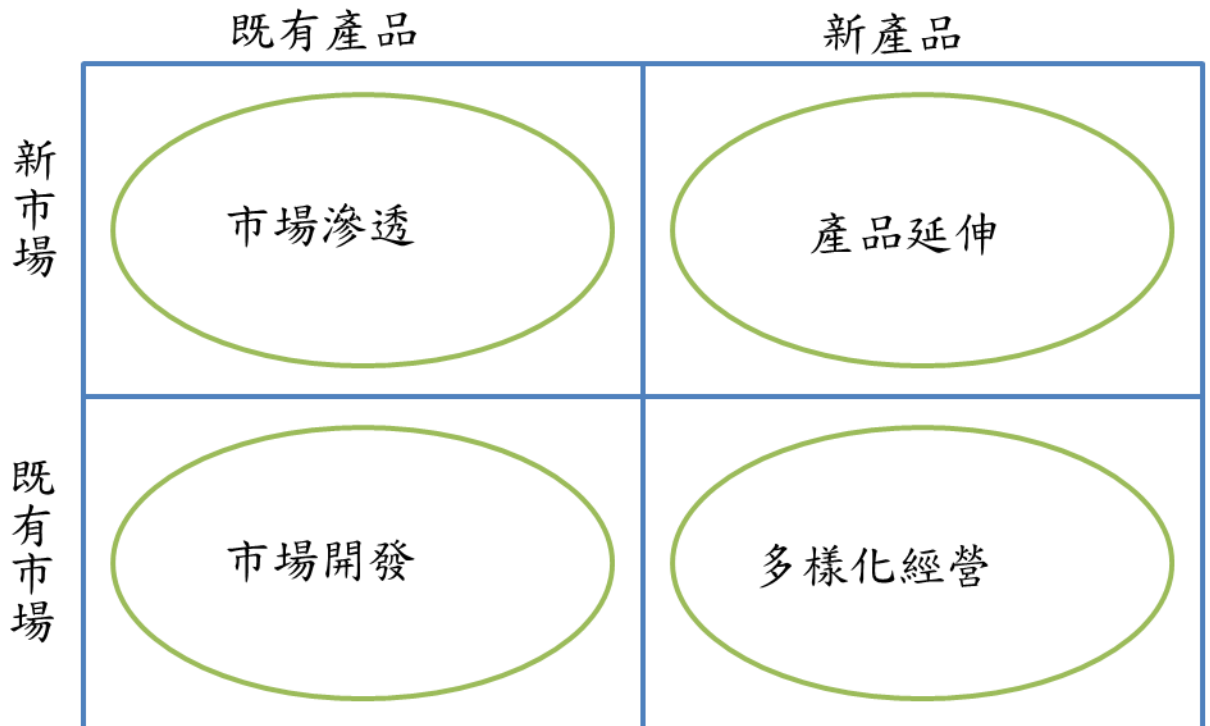 既有產品
新產品
新市場
市場滲透
產品延伸
既有市場
市場開發
多樣化經營